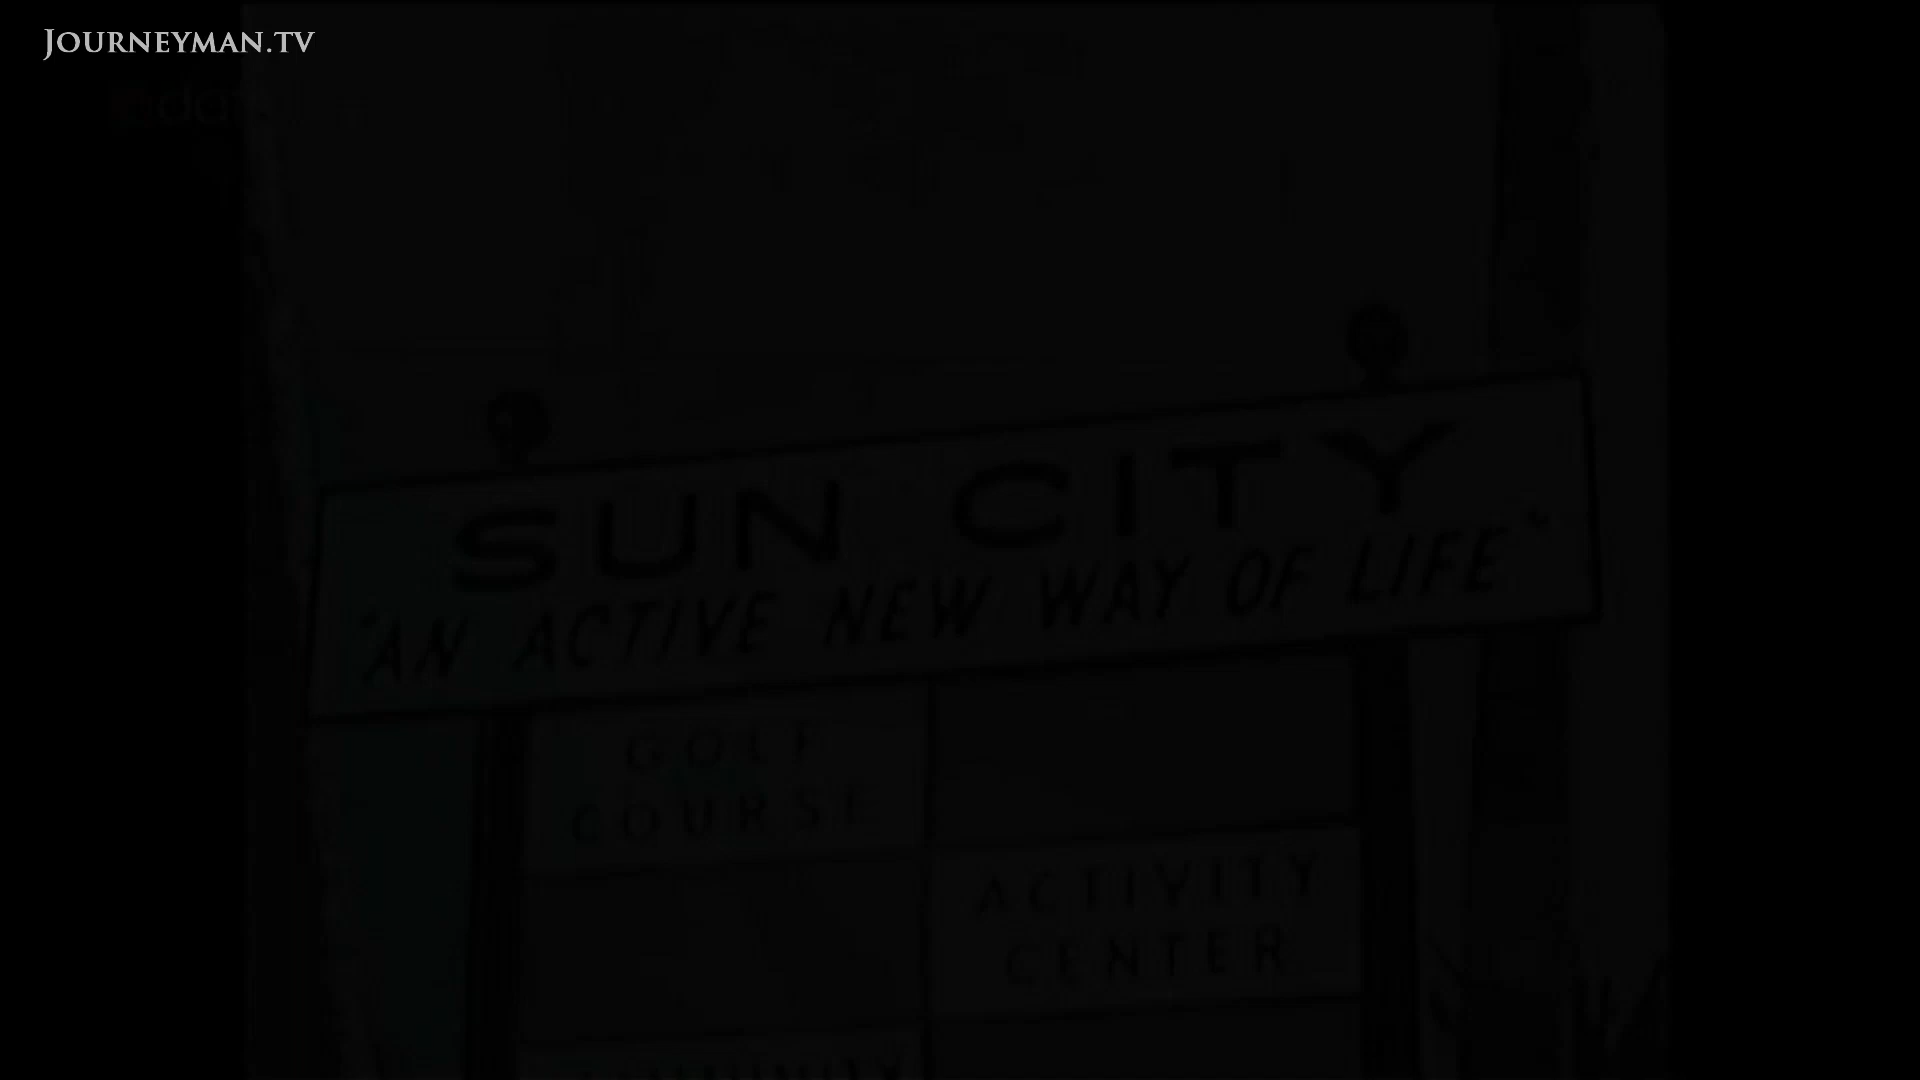 JOURNEYMAN.TV
SUN CITY
"AN ACTIVE NEW WAY OF LIFE"
GOLF
COURSE
ACTIVITY
CENTER